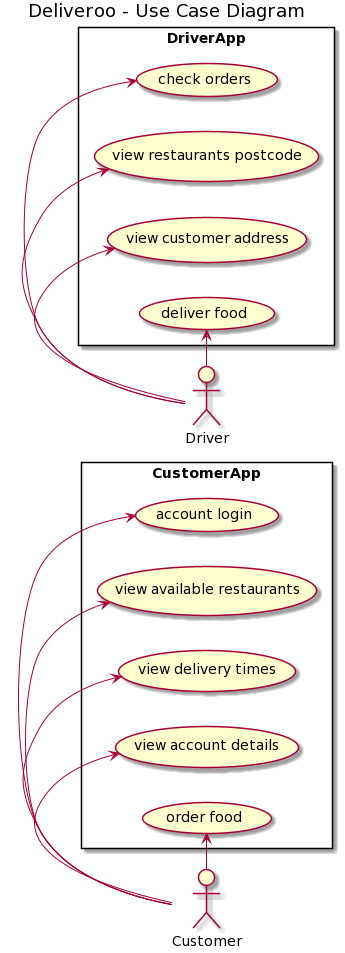 Deliveroo - Use Case Diagram
DriverApp
check orders
view restaurants postcode
view customer address
deliver food
Driver
CustomerApp
account login
view available restaurants
view delivery times
view account details
order food
Customer